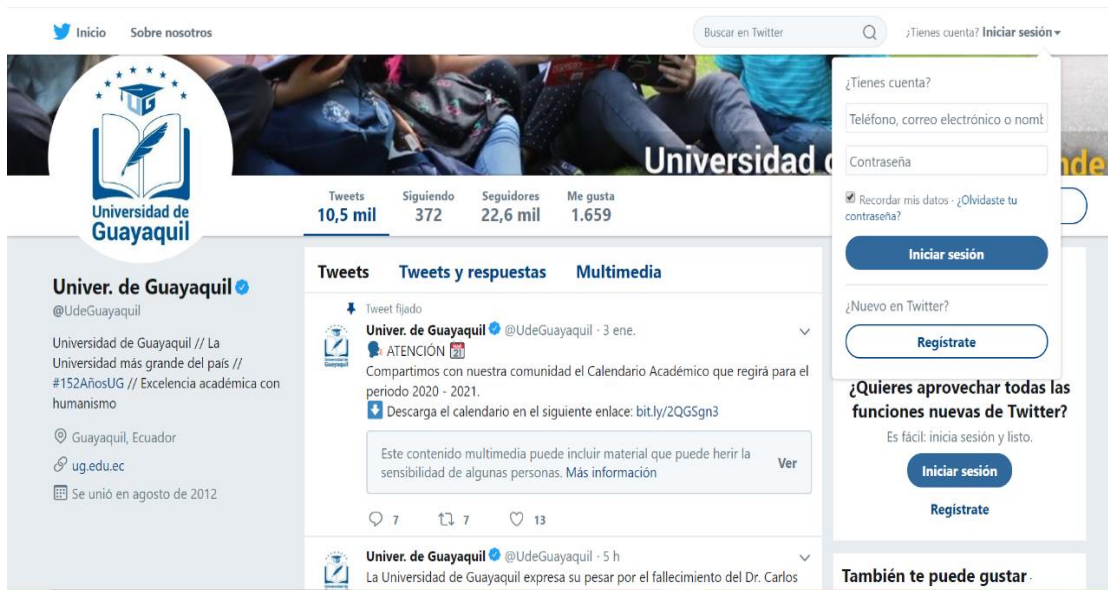 Inicio Sobre nosotros
Buscar en Twitter
¿Tienes cuenta? Iniciar sesión
UG
Universidad de
Guayaquil
Universidad
nde
Tweets Siguiendo Seguidores Me gusta
10,5 mil 372 22,6 mil 1.659
¿Tienes cuenta?
Teléfono, correo electrónico o nomb
Contraseña
Recordar mis datos · ¿Olvidaste tu
contraseña?
Iniciar sesión
¿Nuevo en Twitter?
Regístrate
Univer. de Guayaquil
@UdeGuayaquil
Universidad de Guayaquil // La
Universidad más grande del país //
#152AñosUG // Excelencia académica con
humanismo
Guayaquil, Ecuador
ug.edu.ec
Se unió en agosto de 2012
Tweets Tweets y respuestas Multimedia
Tweet fijado
Univer. de Guayaquil @UdeGuayaquil · 3 ene.
ATENCIÓN
Compartimos con nuestra comunidad el Calendario Académico que regirá para el
periodo 2020 - 2021.
Descarga el calendario en el siguiente enlace: bit.ly/2QGSgn3
Este contenido multimedia puede incluir material que puede herir la
sensibilidad de algunas personas. Más información
Ver
7 7 13
Univer. de Guayaquil @UdeGuayaquil · 5 h
La Universidad de Guayaquil expresa su pesar por el fallecimiento del Dr. Carlos
¿Quieres aprovechar todas las
funciones nuevas de Twitter?
Es fácil: inicia sesión y listo.
Iniciar sesión
Regístrate
También te puede gustar ·